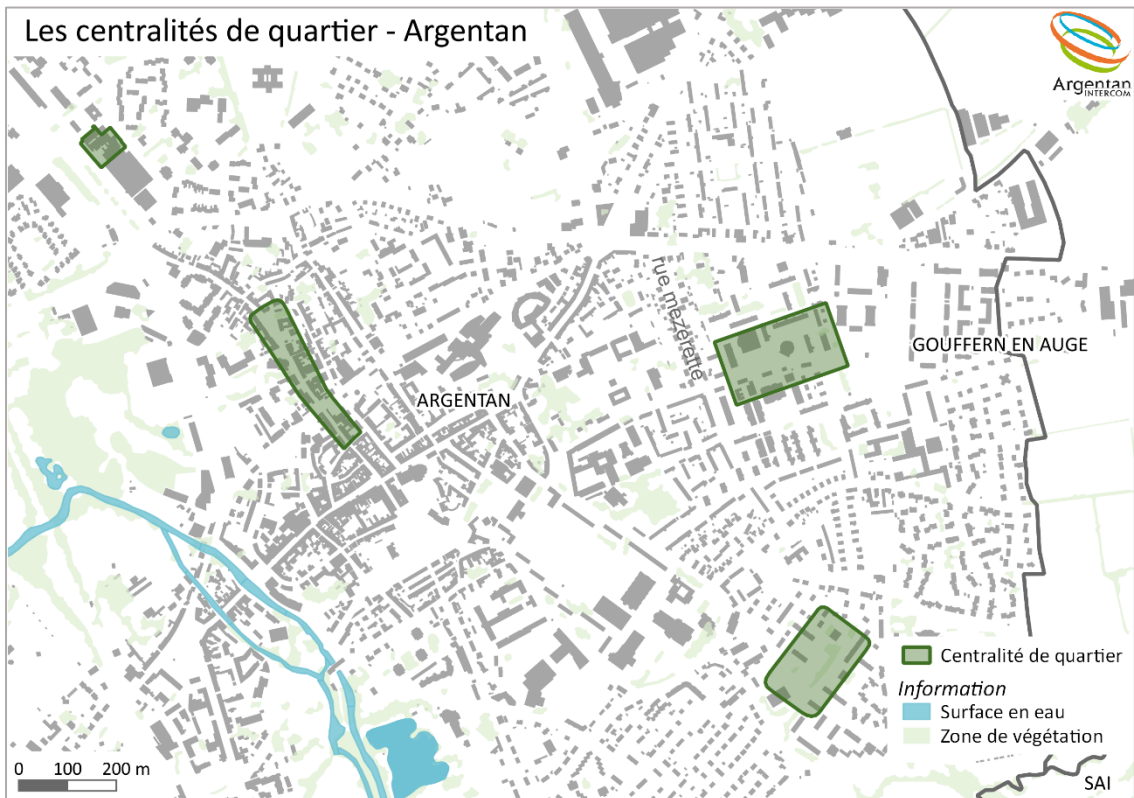 Les centralités de quartier - Argentan
Argentan
INTERCOM
rue mezerette
GOUFFERN EN AUGE
ARGENTAN
Centralité de quartier
Information
Surface en eau
Zone de végétation
0 100 200 m
SAI